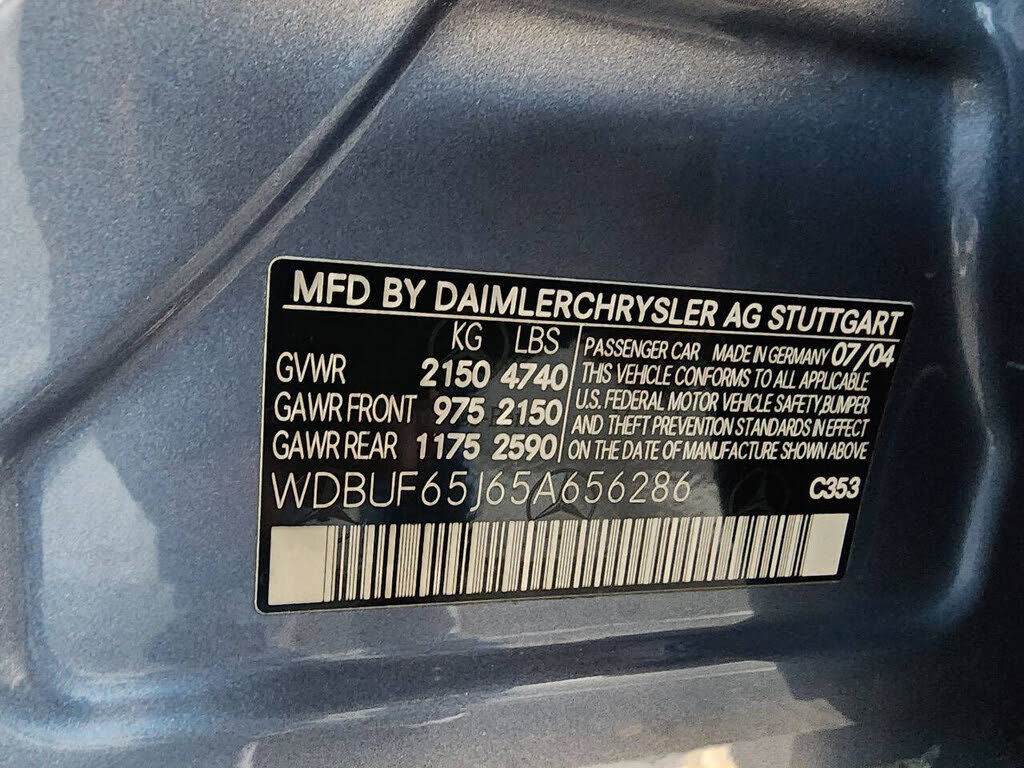 MFD BY DAIMLERCHRYSLER AG STUTTGART
KG LBS
GVWR 2150 4740
GAWR FRONT 975 2150
GAWR REAR 1175 2590
PASSENGER CAR MADE IN GERMANY 07/04
THIS VEHICLE CONFORMS TO ALL APPLICABLE
U.S. FEDERAL MOTOR VEHICLE SAFETY,BUMPER
AND THEFT PREVENTION STANDARDS IN EFFECT
ON THE DATE OF MANUFACTURE SHOWN ABOVE
WDBUF65J65A656286 C353